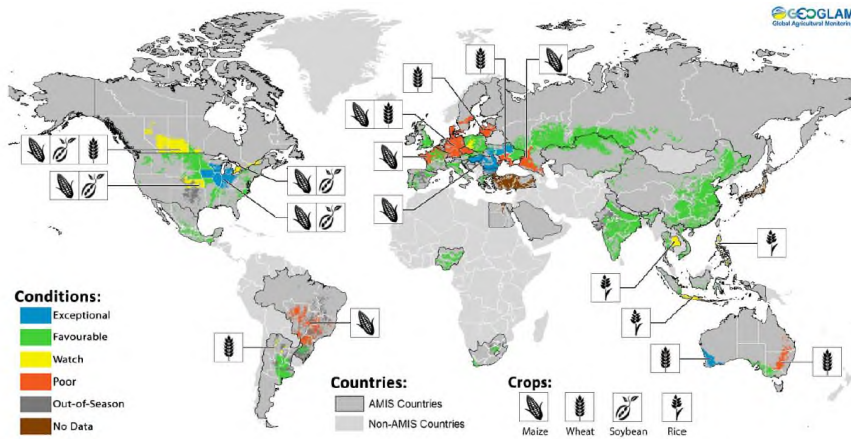 GEOGLAM
Global Agricultural Monitoring
Conditions:
Exceptional
Favourable
Watch
Poor
Out-of-Season
No Data
Countries:
AMIS Countries
Non-AMIS Countries
Crops:
Maize
Wheat
Soybean
Rice